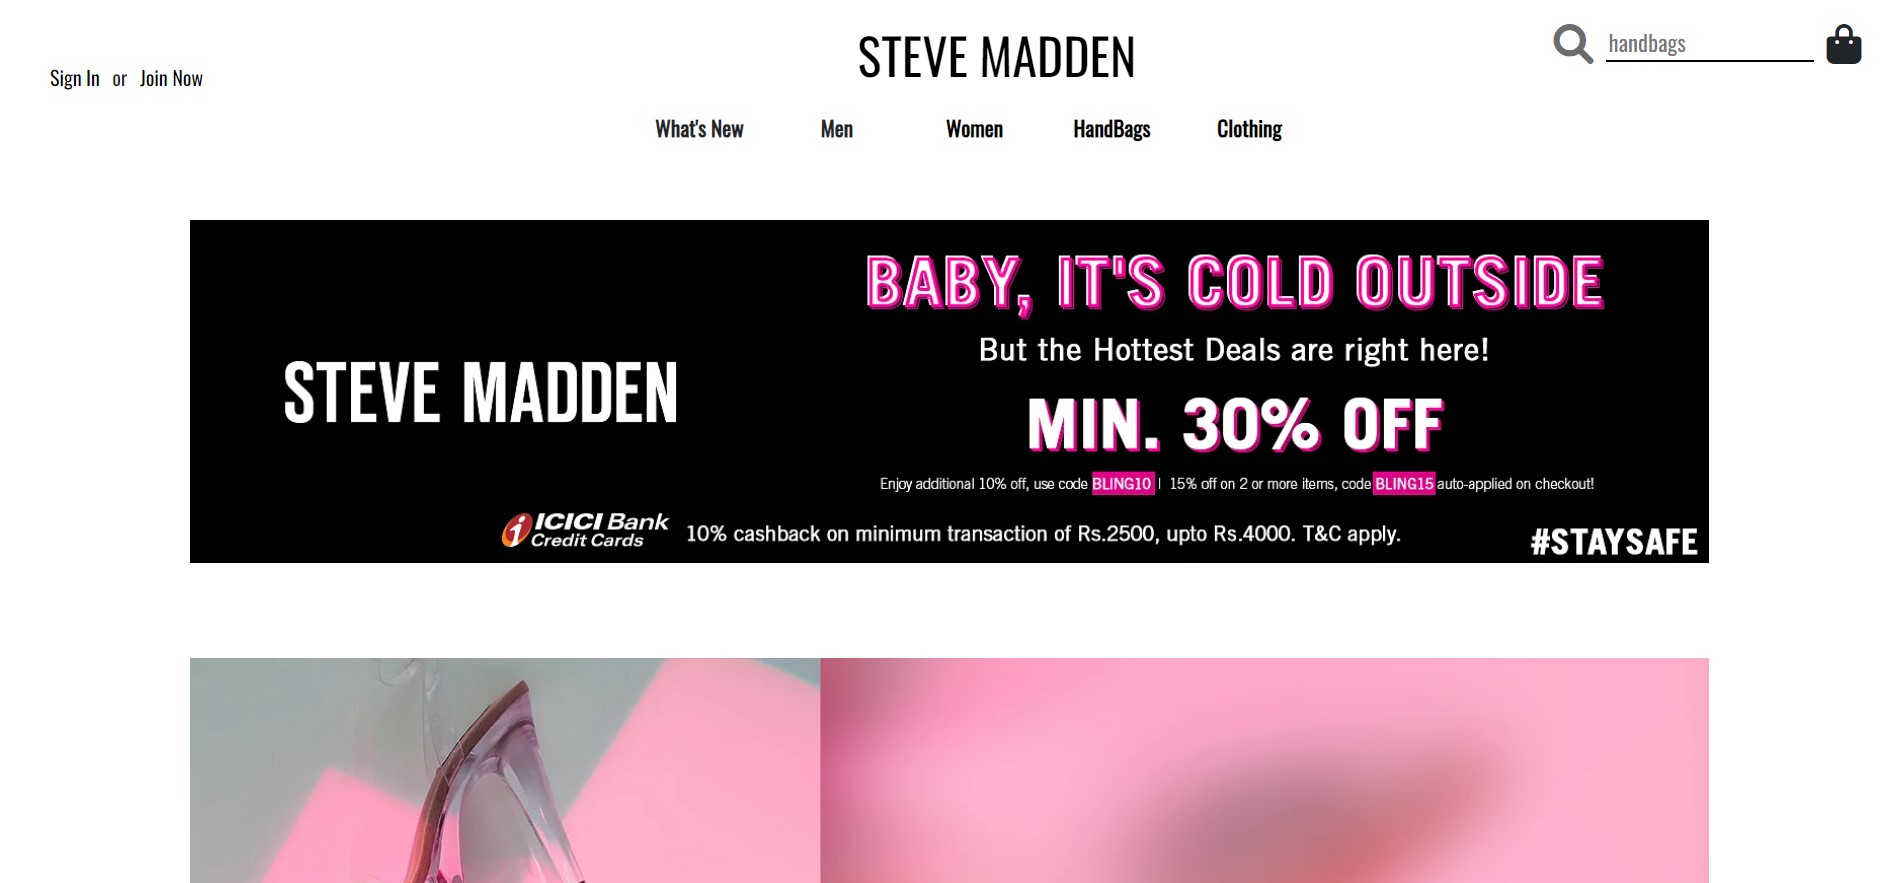 STEVE MADDEN
handbags
Sign In or Join Now
What's New Men Women HandBags Clothing
BABY, IT'S COLD OUTSIDE
But the Hottest Deals are right here!
STEVE MADDEN
MIN. 30% OFF
Enjoy additional 10% off, use code BLING10 | 15% off on 2 or more items, code BLING15 auto-applied on checkout!
ICICI Bank
Credit Cards
10% cashback on minimum transaction of Rs.2500, upto Rs.4000. T&C apply.
#STAYSAFE